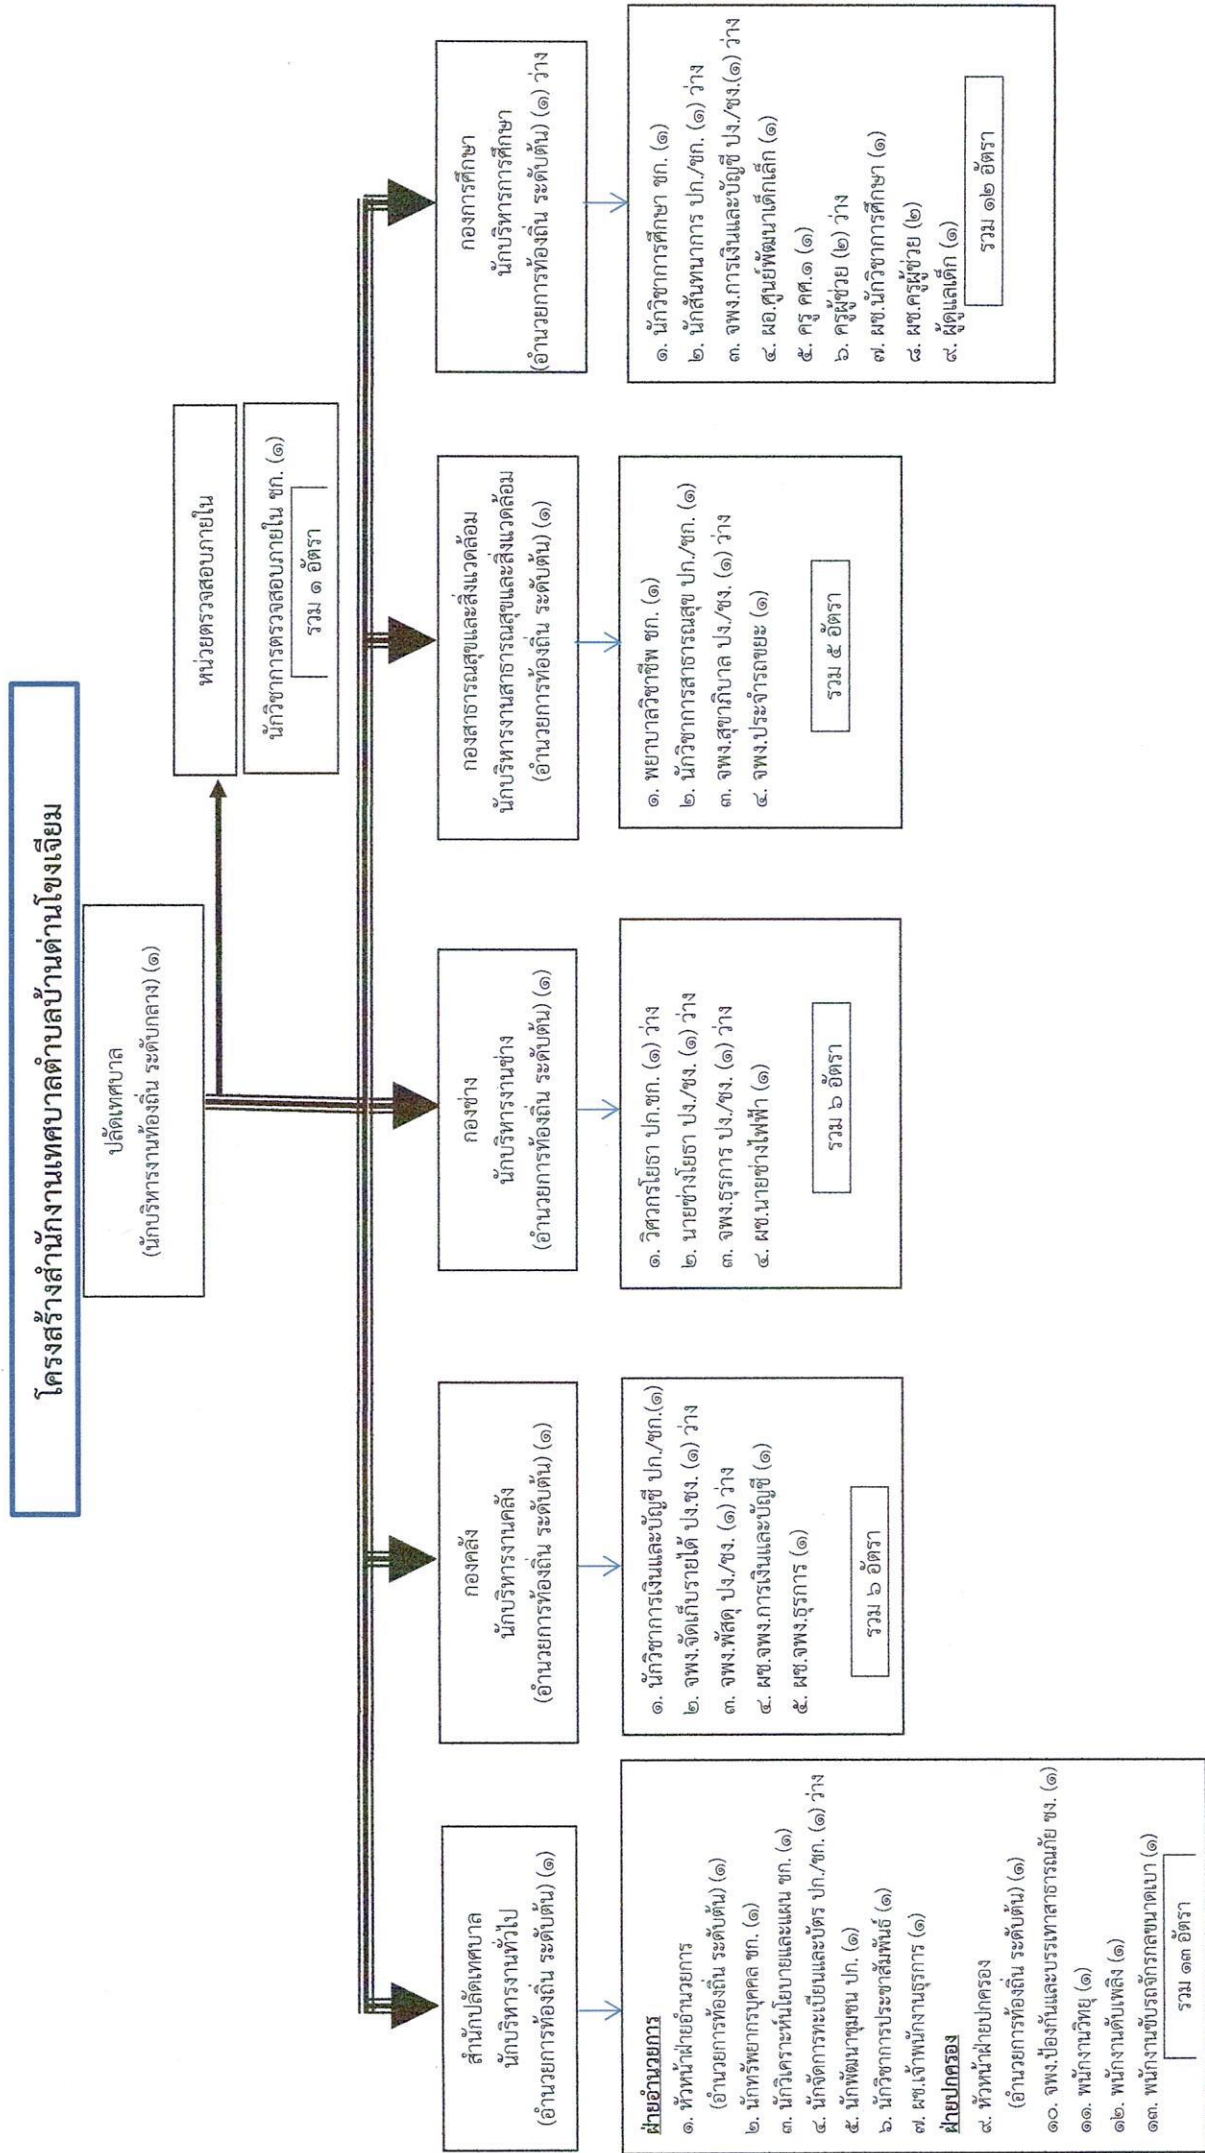 โครงสร้างสำนักงานเทศบาลตำบลบ้านด่านโขงเจียม
ปลัดเทศบาล
(นักบริหารงานท้องถิ่น ระดับกลาง) (๑)
หน่วยตรวจสอบภายใน
นักวิชาการตรวจสอบภายใน ชก. (๑)
รวม ๑ อัตรา
สำนักปลัดเทศบาล
นักบริหารงานทั่วไป
(อำนวยการท้องถิ่น ระดับต้น) (๑)
ฝ่ายอำนวยการ
๑. หัวหน้าฝ่ายอำนวยการ
(อำนวยการท้องถิ่น ระดับต้น) (๑)
๒. นักทรัพยากรบุคคล ชก. (๑)
๓. นักวิเคราะห์นโยบายและแผน ชก. (๑)
๔. นักจัดการทะเบียนและบัตร ปก./ชก. (๑) ว่าง
๕. นักพัฒนาชุมชน ปก. (๑)
๖. นักวิชาการประชาสัมพันธ์ (๑)
๗. ผช.เจ้าพนักงานธุรการ (๑)
ฝ่ายปกครอง
๙. หัวหน้าฝ่ายปกครอง
(อำนวยการท้องถิ่น ระดับต้น) (๑)
๑๐. จพง.ป้องกันและบรรเทาสาธารณภัย ชง. (๑)
๑๑. พนักงานวิทยุ (๑)
๑๒. พนักงานดับเพลิง (๑)
๑๓. พนักงานขับรถจักรกลขนาดเบา (๑)
รวม ๑๓ อัตรา
กองคลัง
นักบริหารงานคลัง
(อำนวยการท้องถิ่น ระดับต้น) (๑)
๑. นักวิชาการเงินและบัญชี ปก./ชก.(๑)
๒. จพง.จัดเก็บรายได้ ปง.ชง. (๑) ว่าง
๓. จพง.พัสดุ ปง./ชง. (๑) ว่าง
๔. ผช.จพง.การเงินและบัญชี (๑)
๕. ผช.จพง.ธุรการ (๑)
รวม ๖ อัตรา
กองช่าง
นักบริหารงานช่าง
(อำนวยการท้องถิ่น ระดับต้น) (๑)
๑. วิศวกรโยธา ปก.ชก. (๑) ว่าง
๒. นายช่างโยธา ปง./ชง. (๑) ว่าง
๓. จพง.ธุรการ ปง./ชง. (๑) ว่าง
๔. ผช.นายช่างไฟฟ้า (๑)
รวม ๖ อัตรา
กองสาธารณสุขและสิ่งแวดล้อม
นักบริหารงานสาธารณสุขและสิ่งแวดล้อม
(อำนวยการท้องถิ่น ระดับต้น) (๑)
๑. พยาบาลวิชาชีพ ชก. (๑)
๒. นักวิชาการสาธารณสุข ปก./ชก. (๑)
๓. จพง.สุขาภิบาล ปง./ชง. (๑) ว่าง
๔. จพง.ประจำรถขยะ (๑)
รวม ๕ อัตรา
กองการศึกษา
นักบริหารการศึกษา
(อำนวยการท้องถิ่น ระดับต้น) (๑) ว่าง
๑. นักวิชาการศึกษา ชก. (๑)
๒. นักสันทนาการ ปก./ชก. (๑) ว่าง
๓. จพง.การเงินและบัญชี ปง./ชง.(๑) ว่าง
๔. ผอ.ศูนย์พัฒนาเด็กเล็ก (๑)
๕. ครู คศ.๑ (๑)
๖. ครูผู้ช่วย (๒) ว่าง
๗. ผช.นักวิชาการศึกษา (๑)
๘. ผช.ครูผู้ช่วย (๒)
๙. ผู้ดูแลเด็ก (๑)
รวม ๑๒ อัตรา